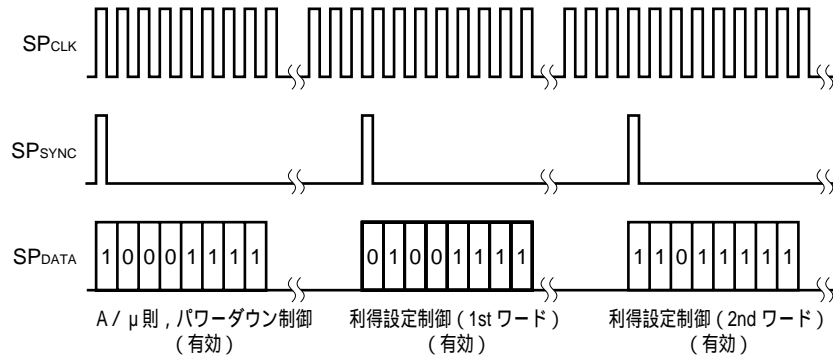 SPCLK
SPSYNC
SPDATA
1 0 0 0 1 1 1 1
0 1 0 0 1 1 1 1
1 1 0 1 1 1 1 1
A / μ則，パワーダウン制御
（有効）
利得設定制御（1st ワード）
（有効）
利得設定制御（2nd ワード）
（有効）